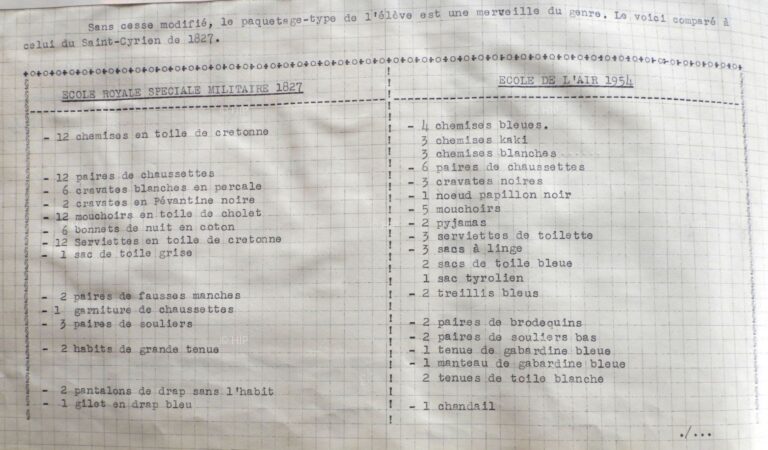 Sans cesse modifié, le paquetage-type de l'élève est une merveille du genre. Le voici comparé à
celui du Saint-Cyrien de 1827.
ECOLE ROYALE SPECIALE MILITAIRE 1827
- 12 chemises en toile de cretonne
- 12 paires de chaussettes
- 6 cravates blanches en percale
- 2 cravates en Pévantine noire
- 12 mouchoirs en toile de cholet
- 6 bonnets de nuit en coton
- 12 Serviettes en toile de cretonne
- 1 sac de toile grise
- 2 paires de fausses manches
- 1 garniture de chaussettes
- 3 paires de souliers
- 2 habits de grande tenue
- 2 pantalons de drap sans l'habit
- 1 gilet en drap bleu
ECOLE DE L'AIR 1954
- 4 chemises bleues.
3 chemises kaki
3 chemises blanches
- 6 paires de chaussettes
- 3 cravates noires
- 1 noeud papillon noir
- 5 mouchoirs
- 2 pyjamas
- 3 serviettes de toilette
- 3 sacs à linge
2 sacs de toile bleue
1 sac tyrolien
- 2 treillis bleus
- 2 paires de brodequins
- 2 paires de souliers bas
- 1 tenue de gabardine bleue
- 1 manteau de gabardine bleue
2 tenues de toile blanche
- 1 chandail
./...
© HIP